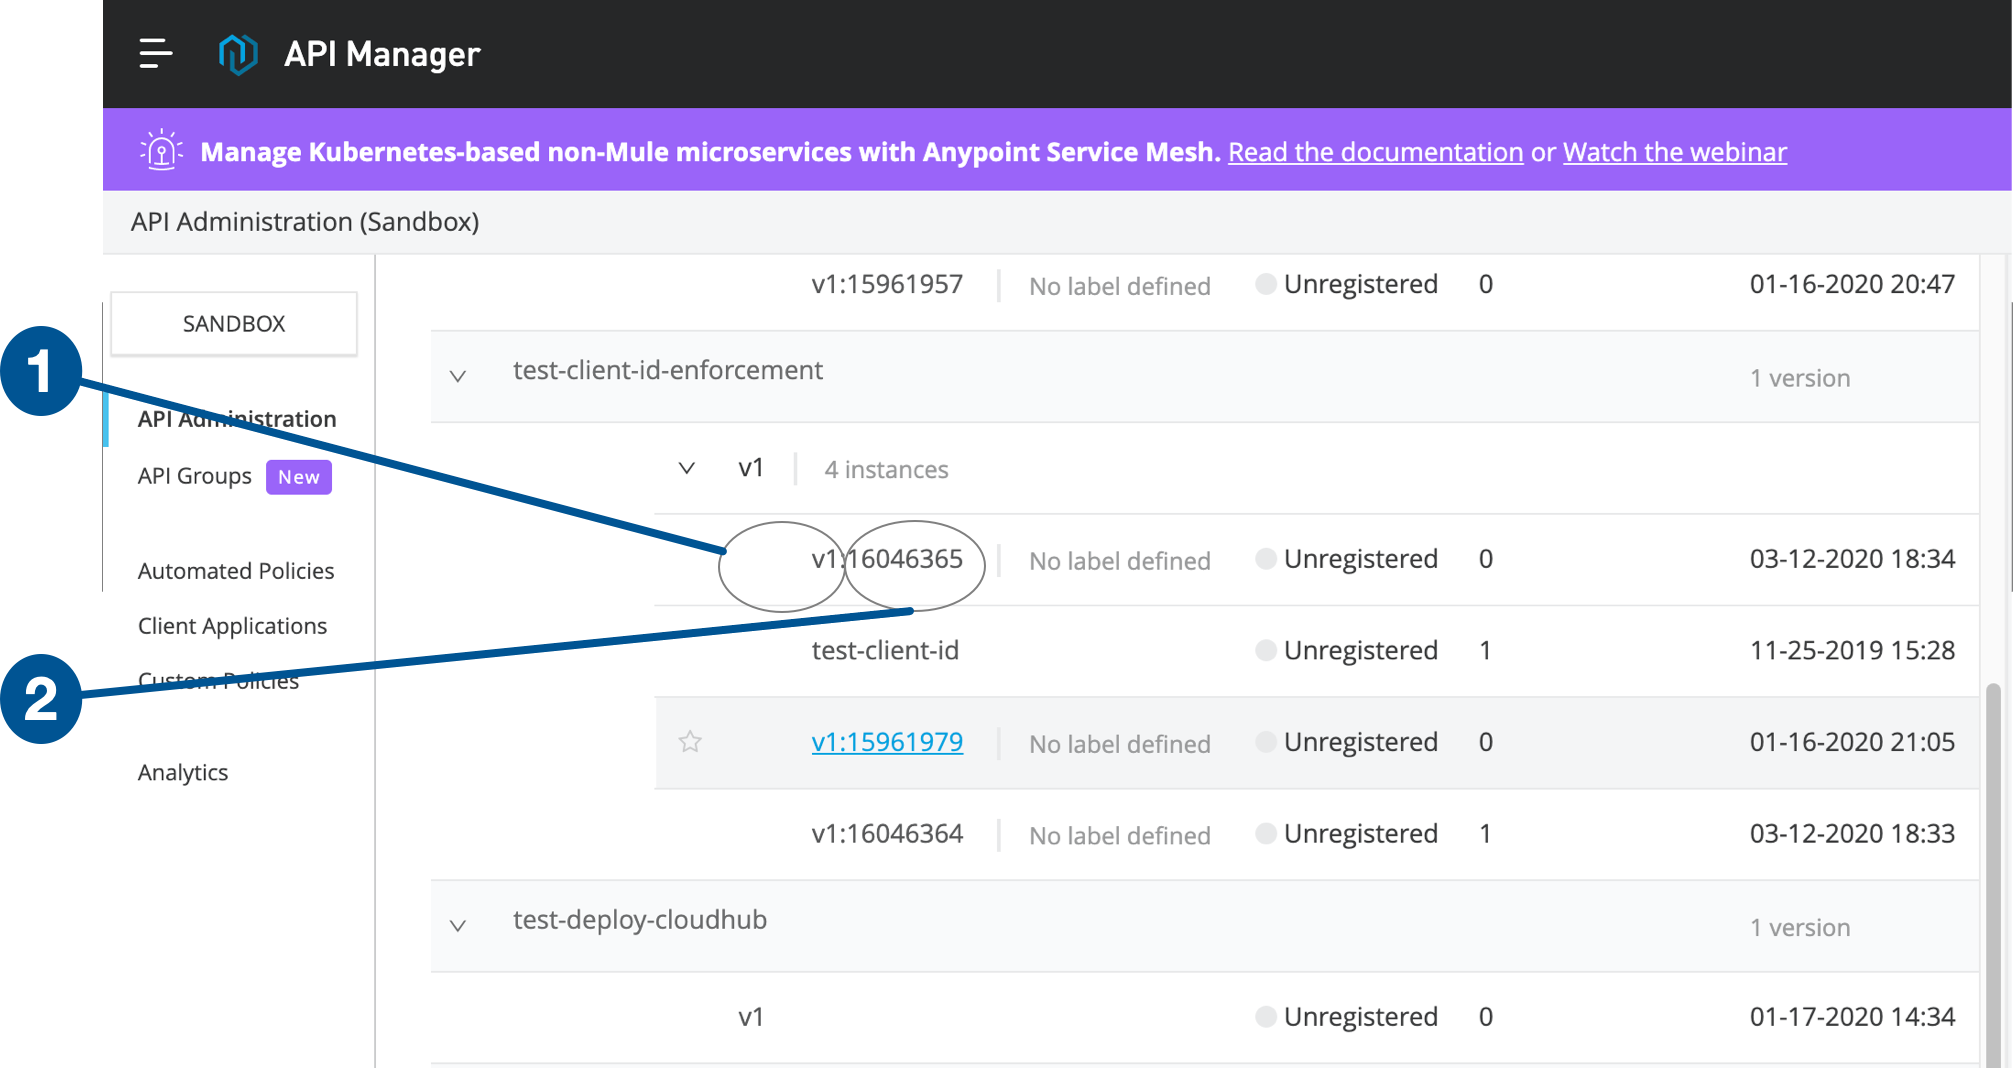 API Manager
Manage Kubernetes-based non-Mule microservices with Anypoint Service Mesh. Read the documentation or Watch the webinar
API Administration (Sandbox)
SANDBOX
1
API Administration
API Groups New
Automated Policies
Client Applications
2
Custom Policies
Analytics
v1:15961957 No label defined Unregistered 0 01-16-2020 20:47
test-client-id-enforcement 1 version
v1 4 instances
v1:16046365 No label defined Unregistered 0 03-12-2020 18:34
test-client-id Unregistered 1 11-25-2019 15:28
v1:15961979 No label defined Unregistered 0 01-16-2020 21:05
v1:16046364 No label defined Unregistered 1 03-12-2020 18:33
test-deploy-cloudhub 1 version
v1 Unregistered 0 01-17-2020 14:34